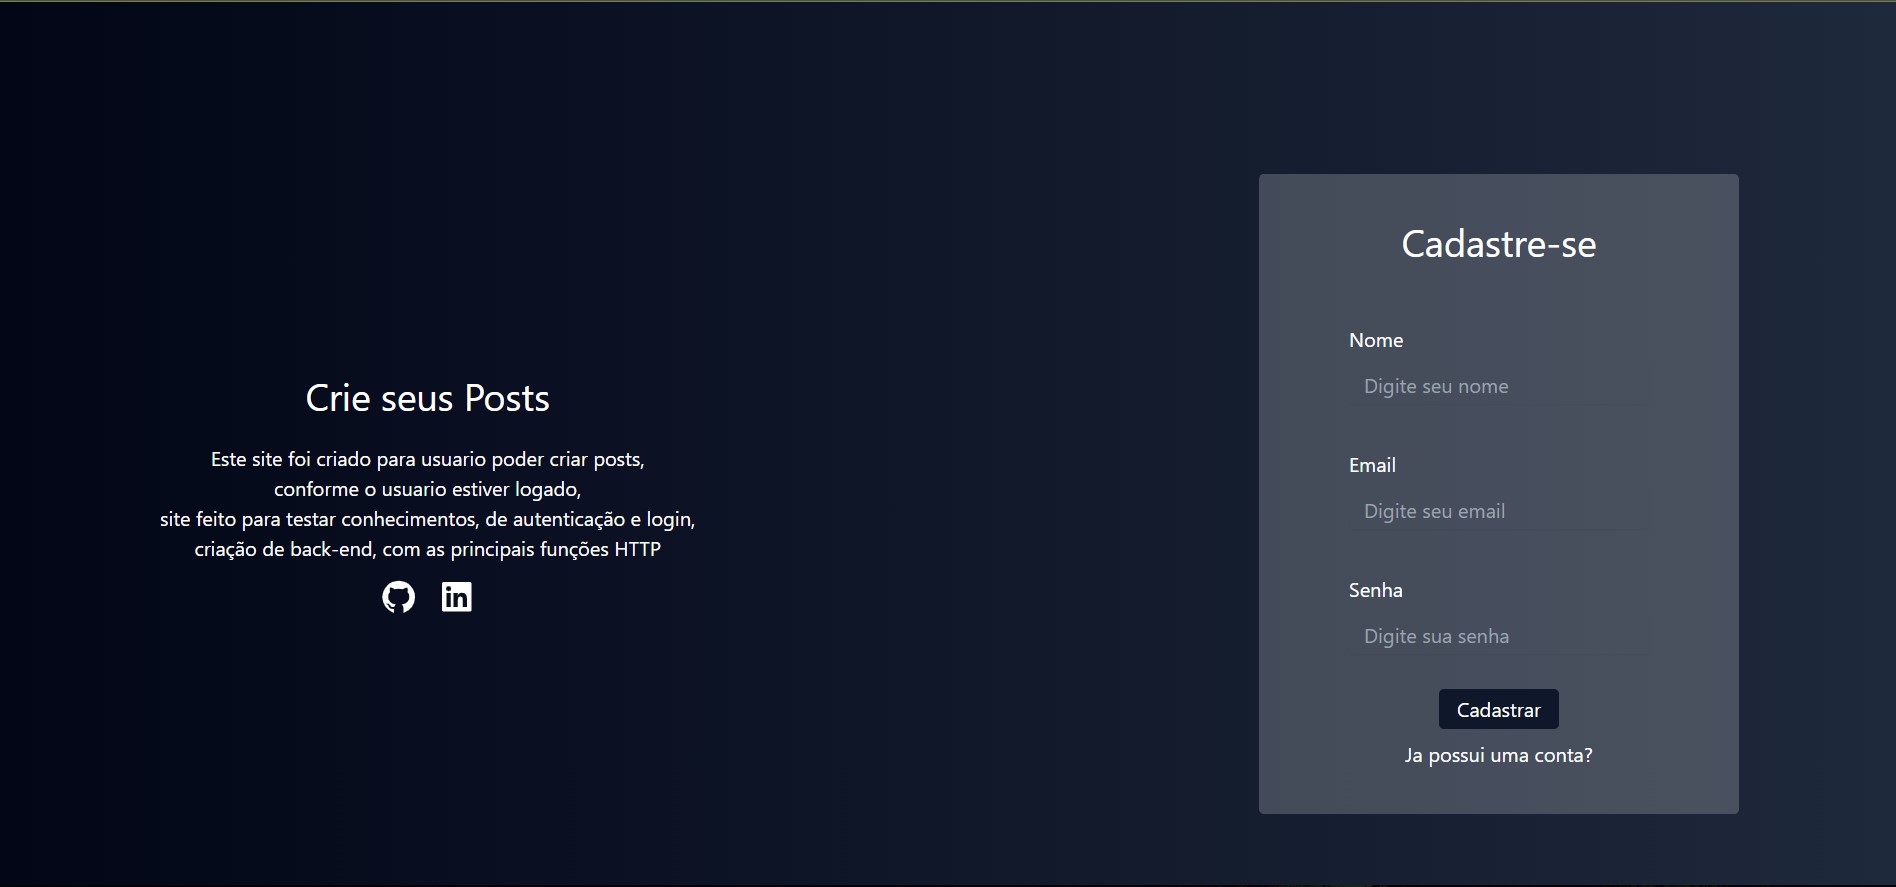 Crie seus Posts
Este site foi criado para usuario poder criar posts,
conforme o usuario estiver logado,
site feito para testar conhecimentos, de autenticação e login,
criação de back-end, com as principais funções HTTP
in
Cadastre-se
Nome
Digite seu nome
Email
Digite seu email
Senha
Digite sua senha
Cadastrar
Ja possui uma conta?